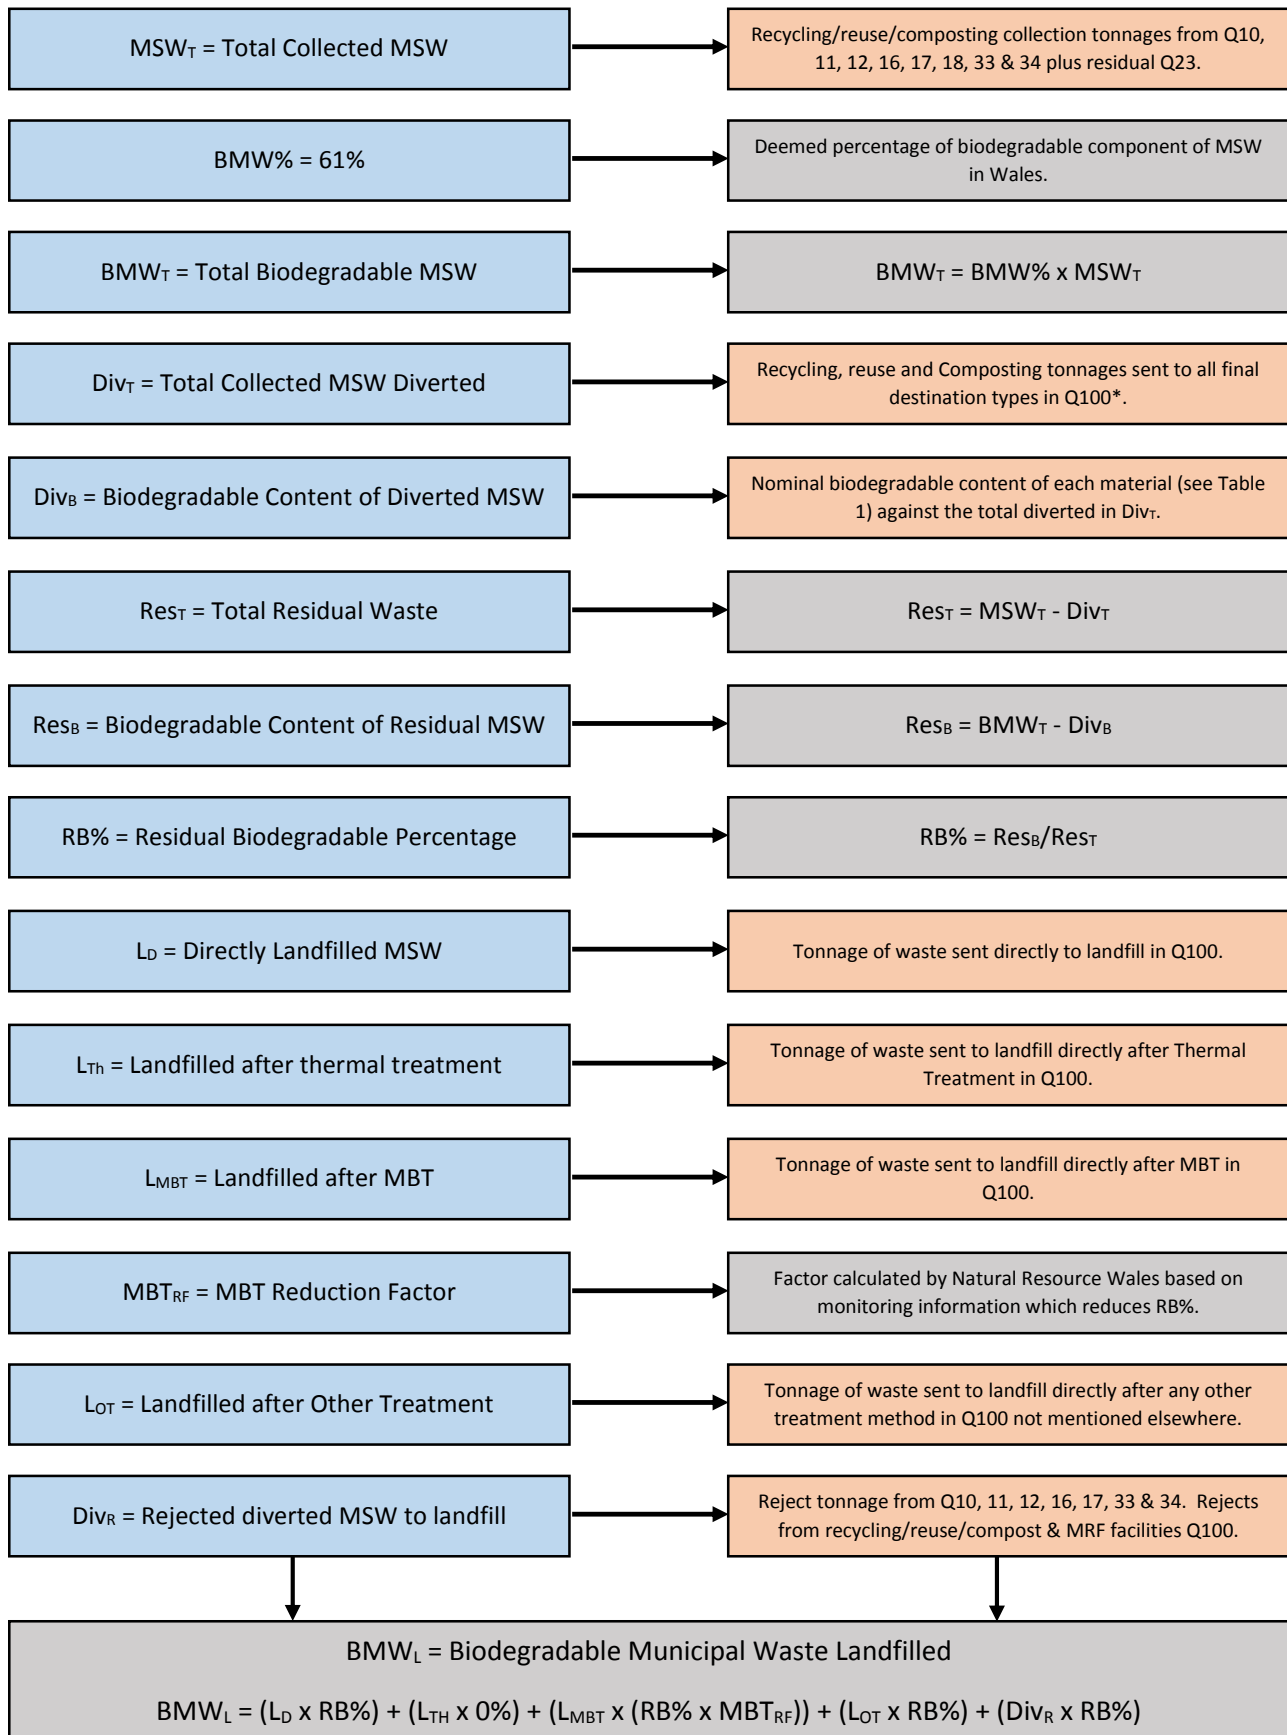 MSWT = Total Collected MSW
Recycling/reuse/composting collection tonnages from Q10,
11, 12, 16, 17, 18, 33 & 34 plus residual Q23.
BMW% = 61%
Deemed percentage of biodegradable component of MSW
in Wales.
BMWT = Total Biodegradable MSW
BMWT = BMW% x MSWT
DivT = Total Collected MSW Diverted
Recycling, reuse and Composting tonnages sent to all final
destination types in Q100*.
DivB = Biodegradable Content of Diverted MSW
Nominal biodegradable content of each material (see Table
1) against the total diverted in DivT.
ResT = Total Residual Waste
ResT = MSWT - DivT
ResB = Biodegradable Content of Residual MSW
ResB = BMWT - DivB
RB% = Residual Biodegradable Percentage
RB% = ResB/ResT
LD = Directly Landfilled MSW
Tonnage of waste sent directly to landfill in Q100.
LTh = Landfilled after thermal treatment
Tonnage of waste sent to landfill directly after Thermal
Treatment in Q100.
LMBT = Landfilled after MBT
Tonnage of waste sent to landfill directly after MBT in
Q100.
MBTRF = MBT Reduction Factor
Factor calculated by Natural Resource Wales based on
monitoring information which reduces RB%.
LOT = Landfilled after Other Treatment
Tonnage of waste sent to landfill directly after any other
treatment method in Q100 not mentioned elsewhere.
DivR = Rejected diverted MSW to landfill
Reject tonnage from Q10, 11, 12, 16, 17, 33 & 34.  Rejects
from recycling/reuse/compost & MRF facilities Q100.
BMWL = Biodegradable Municipal Waste Landfilled
BMWL = (LD x RB%) + (LTH x 0%) + (LMBT x (RB% x MBTRF)) + (LOT x RB%) + (DivR x RB%)